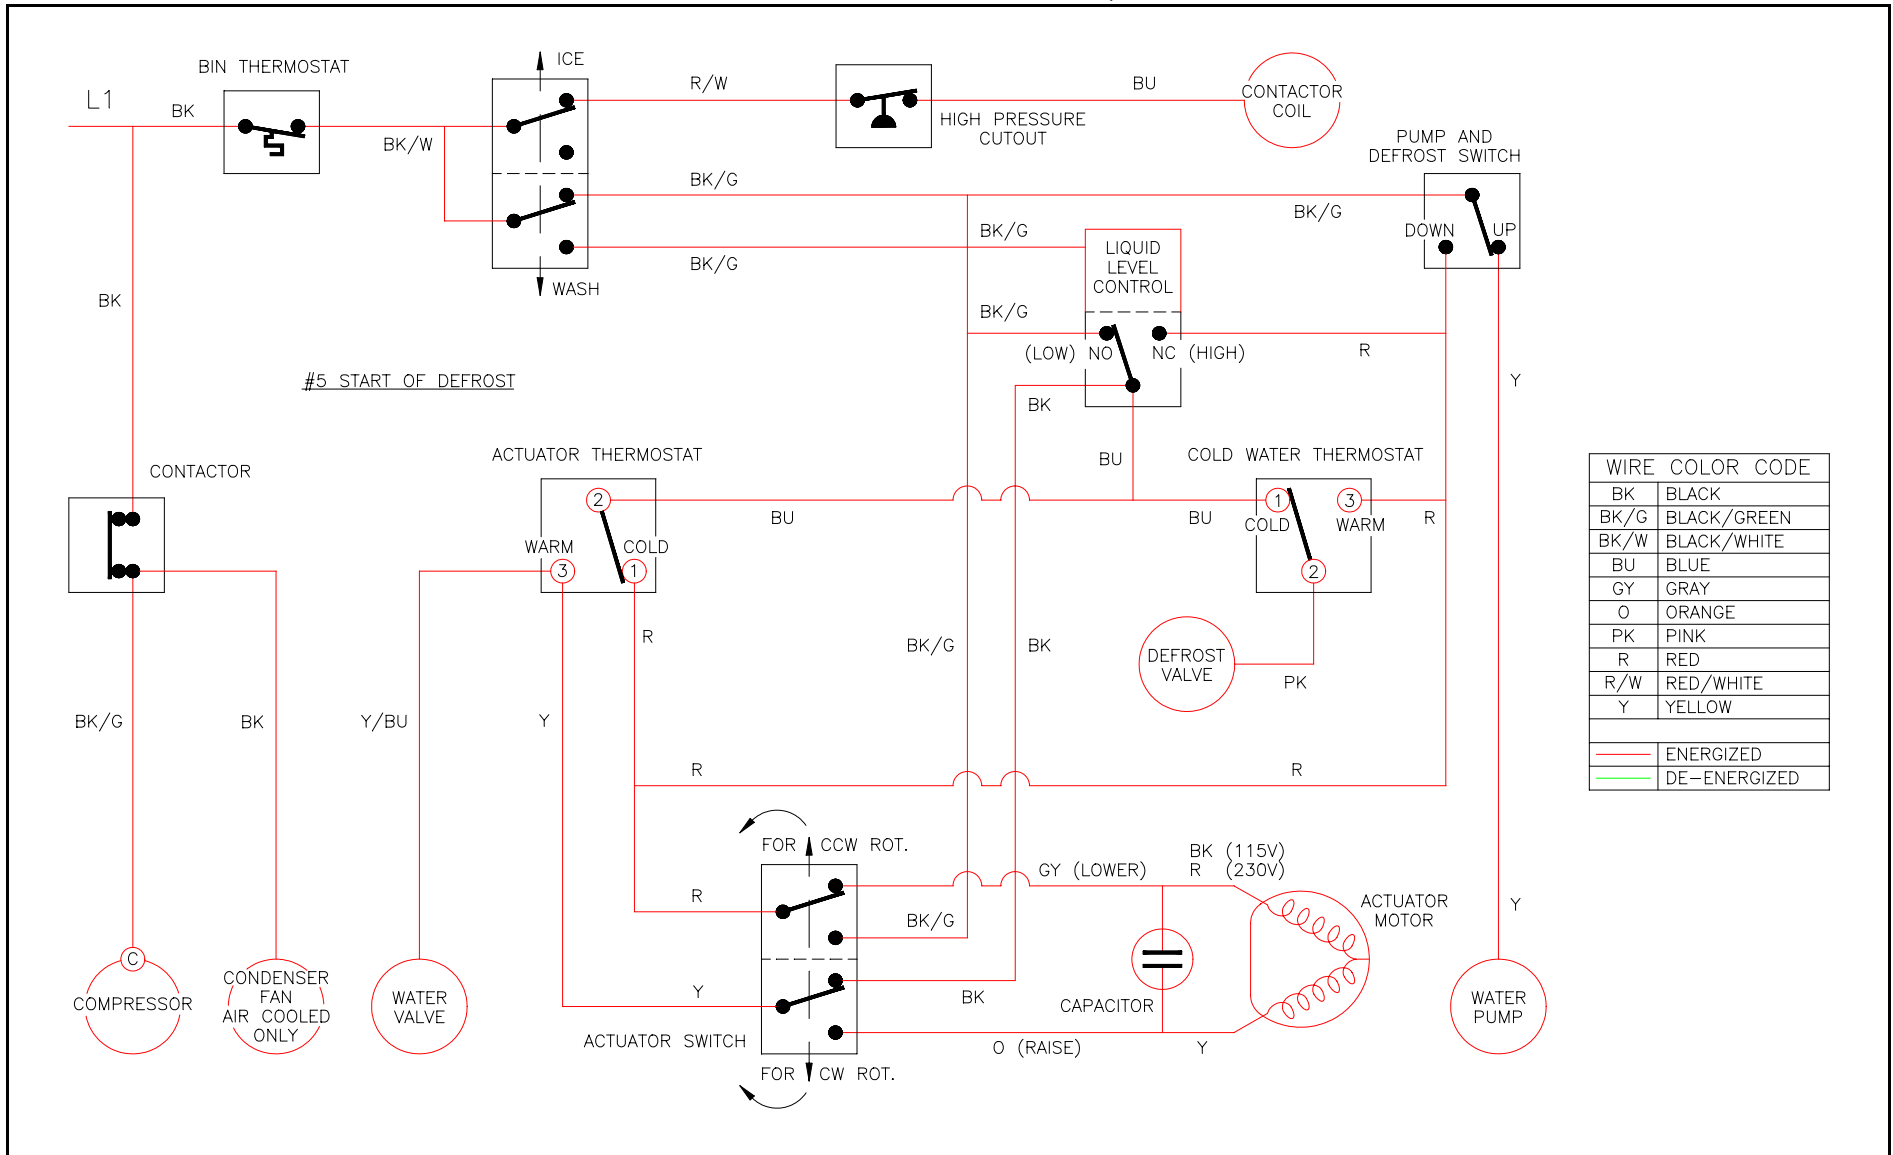 BIN THERMOSTAT
L1
BK
BK/W
ICE
WASH
R/W
HIGH PRESSURE
CUTOUT
BU
CONTACTOR
COIL
PUMP AND
DEFROST SWITCH
BK/G
BK/G
DOWN
UP
BK/G
BK/G
LIQUID
LEVEL
CONTROL
BK
BK/G
(LOW) NO
NC (HIGH)
R
#5 START OF DEFROST
Y
BK
CONTACTOR
ACTUATOR THERMOSTAT
BU
COLD WATER THERMOSTAT
2
WARM
COLD
3
1
BU
BU
1
3
COLD
WARM
2
R
R
BK/G
BK
DEFROST
VALVE
PK
BK/G
BK
Y/BU
Y
R
R
FOR CCW ROT.
GY (LOWER)
BK (115V)
R (230V)
R
BK/G
ACTUATOR
MOTOR
Y
C
COMPRESSOR
CONDENSER
FAN
AIR COOLED
ONLY
WATER
VALVE
Y
BK
CAPACITOR
WATER
PUMP
ACTUATOR SWITCH
O (RAISE)
Y
FOR CW ROT.
WIRE COLOR CODE
BK BLACK
BK/G BLACK/GREEN
BK/W BLACK/WHITE
BU BLUE
GY GRAY
O ORANGE
PK PINK
R RED
R/W RED/WHITE
Y YELLOW
ENERGIZED
DE-ENERGIZED